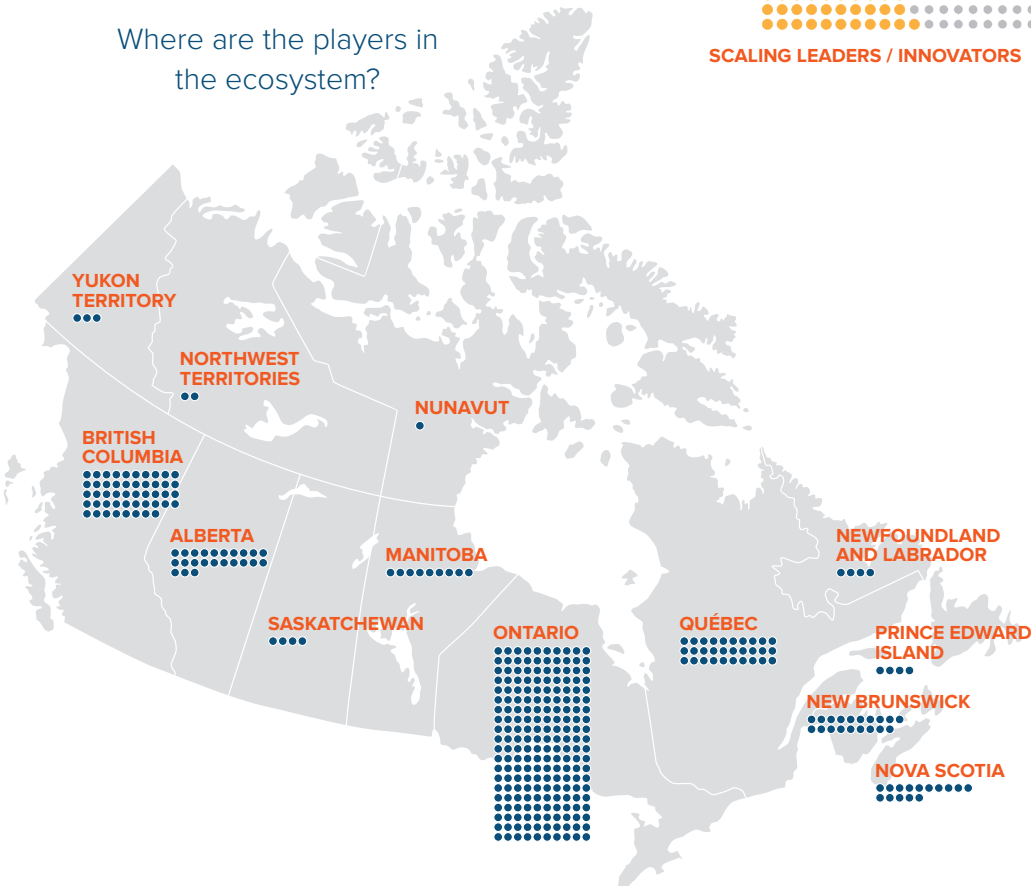 Where are the players in
the ecosystem?
SCALING LEADERS / INNOVATORS
YUKON
TERRITORY
NORTHWEST
TERRITORIES
NUNAVUT
BRITISH
COLUMBIA
ALBERTA
MANITOBA
NEWFOUNDLAND
AND LABRADOR
SASKATCHEWAN
ONTARIO
QUÉBEC
PRINCE EDWARD
ISLAND
NEW BRUNSWICK
NOVA SCOTIA